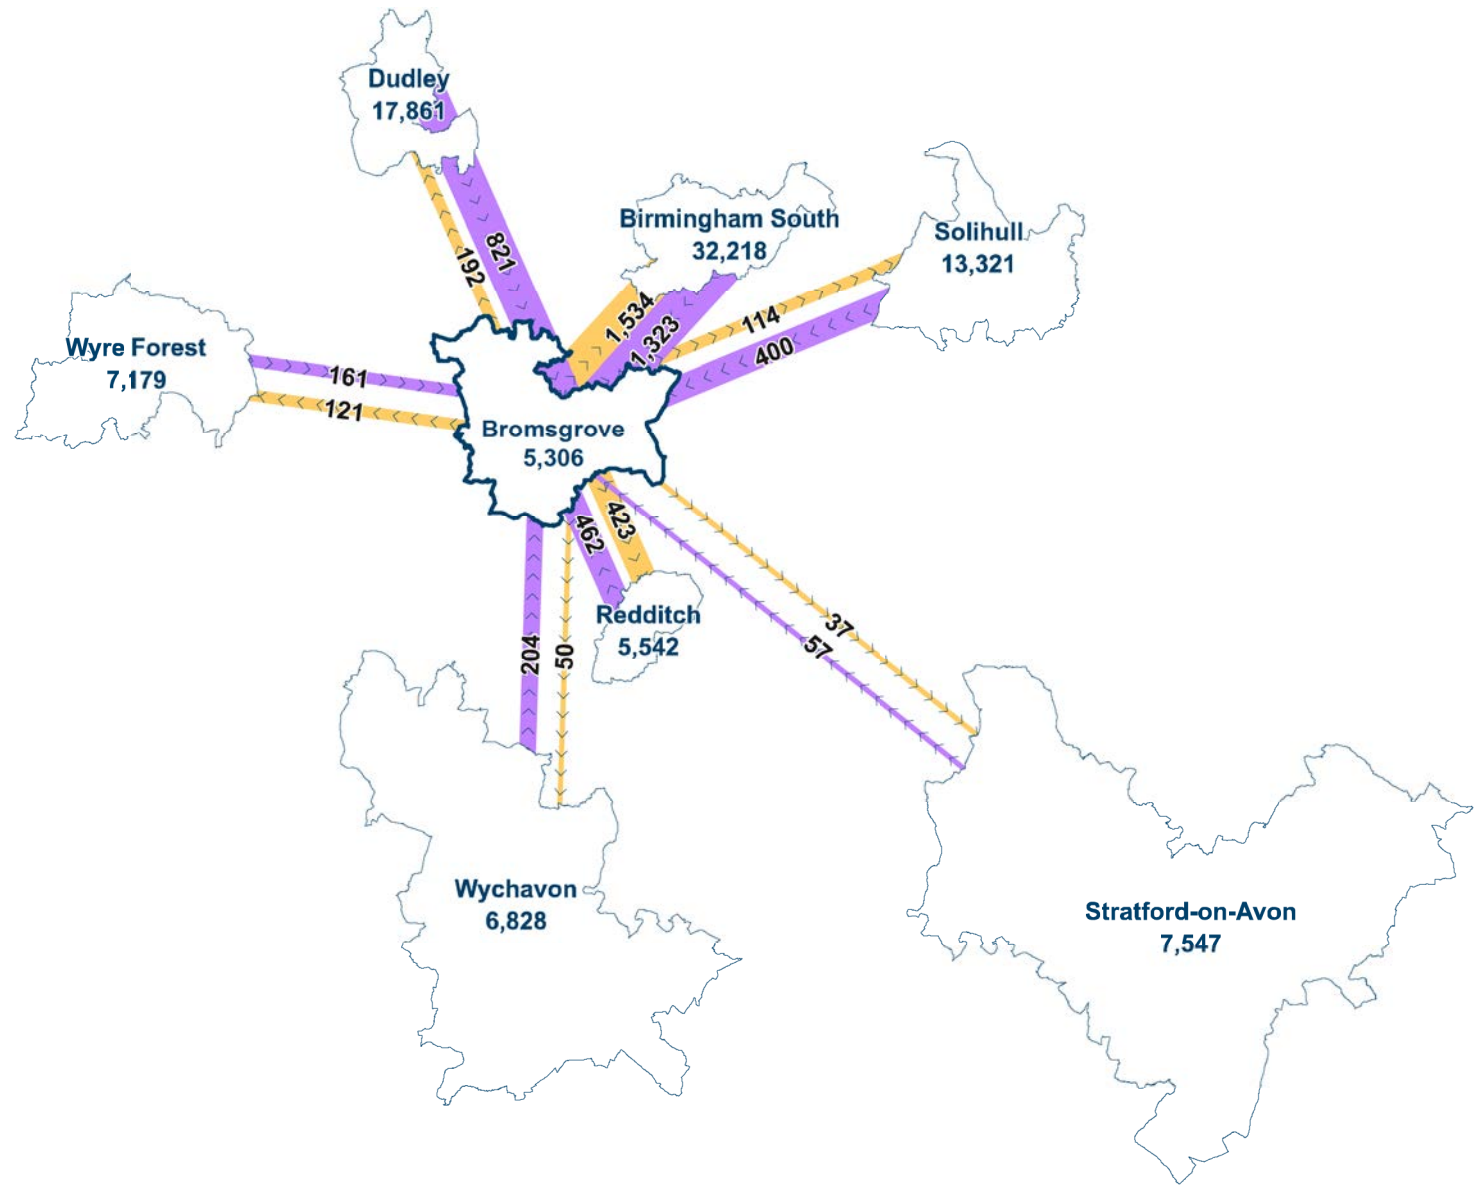 Dudley
17,861
Birmingham South
32,218
Solihull
13,321
821
192
1,534
1,323
114
400
Wyre Forest
7,179
161
121
Bromsgrove
5,306
462
423
Redditch
5,542
204
50
37
57
Wychavon
6,828
Stratford-on-Avon
7,547